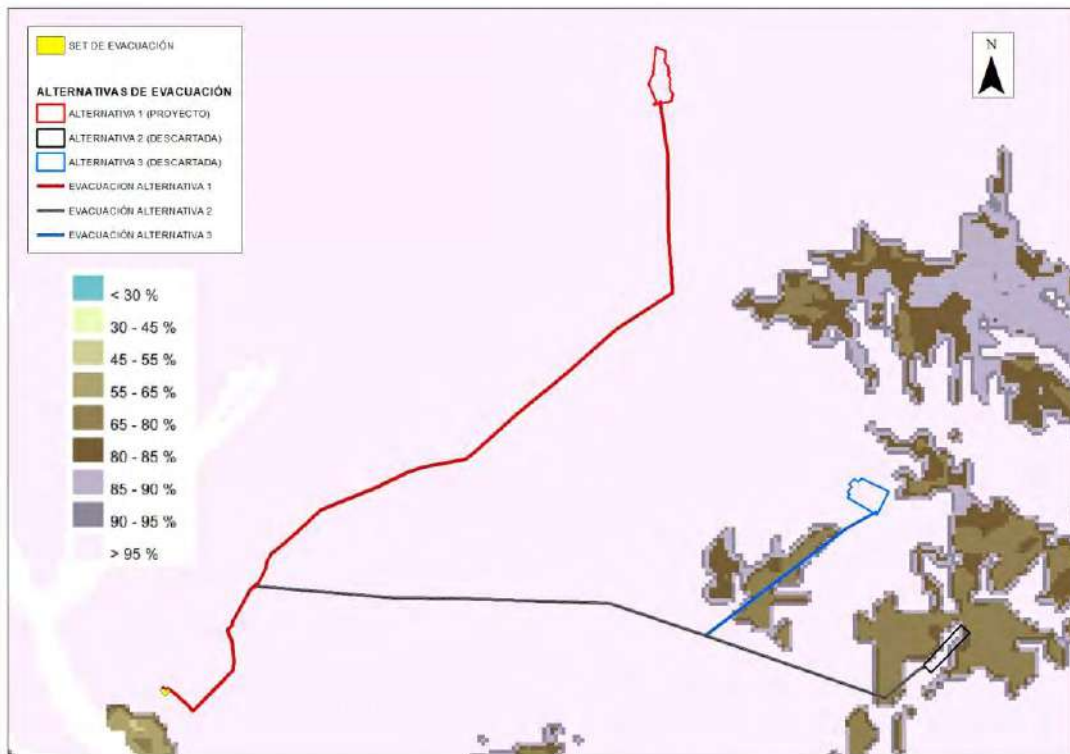 SET DE EVACUACIÓN
ALTERNATIVAS DE EVACUACIÓN
ALTERNATIVA 1 (PROYECTO)
ALTERNATIVA 2 (DESCARTADA)
ALTERNATIVA 3 (DESCARTADA)
EVACUACIÓN ALTERNATIVA 1
EVACUACIÓN ALTERNATIVA 2
EVACUACIÓN ALTERNATIVA 3
N
< 30 %
30 - 45 %
45 - 55 %
55 - 65 %
65 - 80 %
80 - 85 %
85 - 90 %
90 - 95 %
> 95 %